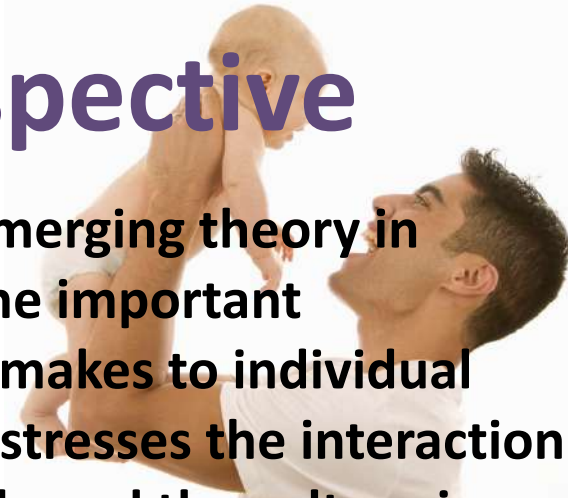 spective
merging theory in
he important
makes to individual
stresses the interaction